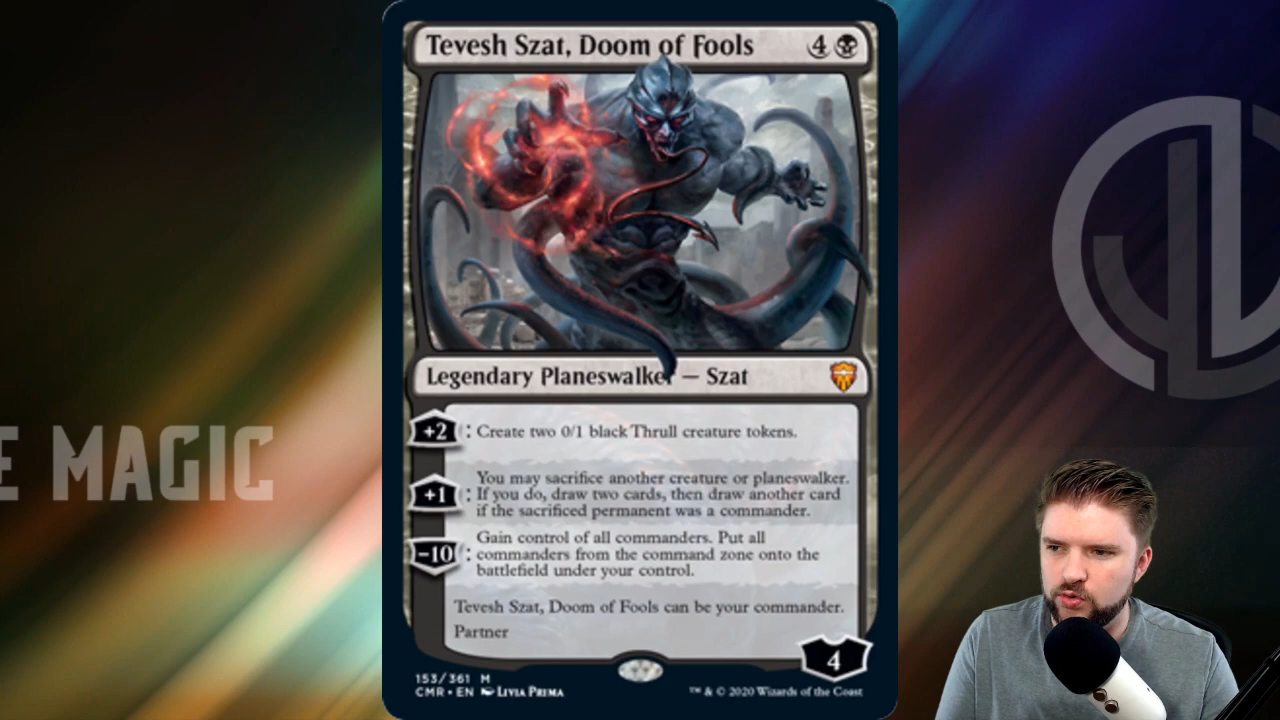 Tevesh Szat, Doom of Fools 4
Legendary Planeswalker — Szat
+2: Create two 0/1 black Thrull creature tokens.
You may sacrifice another creature or planeswalker.
+1: If you do, draw two cards, then draw another card
if the sacrificed permanent was a commander.
Gain control of all commanders. Put all
-10: commanders from the command zone onto the
battlefield under your control.
Tevesh Szat, Doom of Fools can be your commander.
Partner
4
153/361 M
CMR • EN Livia Prima
™ & © 2020 Wizards of the Coast
E MAGIC
JL